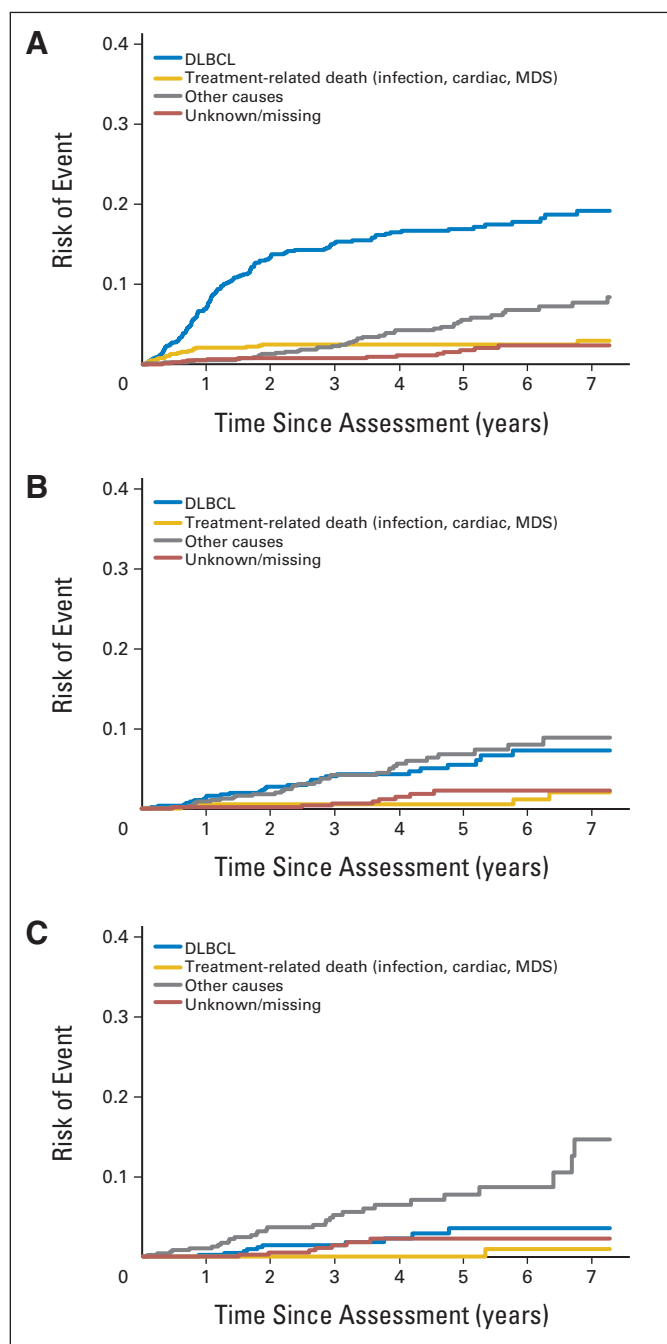 A
0.4
DLBCL
Treatment-related death (infection, cardiac, MDS)
Other causes
Unknown/missing
0.3
0.2
0.1
Risk of Event
0 1 2 3 4 5 6 7
Time Since Assessment (years)
B
0.4
DLBCL
Treatment-related death (infection, cardiac, MDS)
Other causes
Unknown/missing
0.3
0.2
0.1
Risk of Event
0 1 2 3 4 5 6 7
Time Since Assessment (years)
C
0.4
DLBCL
Treatment-related death (infection, cardiac, MDS)
Other causes
Unknown/missing
0.3
0.2
0.1
Risk of Event
0 1 2 3 4 5 6 7
Time Since Assessment (years)